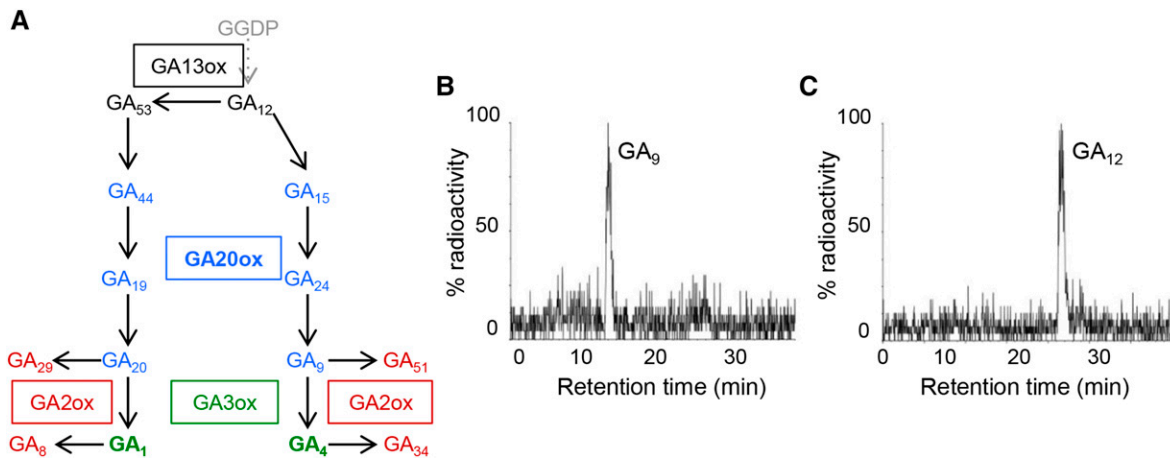 A
GGDP
GA13ox
GA₅₃
GA₁₂
GA₄₄
GA₁₅
GA20ox
GA₁₉
GA₂₄
GA₂₉
GA₂₀
GA₉
GA₅₁
GA2ox
GA3ox
GA2ox
GA₈
GA₁
GA₄
GA₃₄
B
100
50
0
% radioactivity
GA₉
0 10 20 30
Retention time (min)
C
100
50
0
% radioactivity
GA₁₂
0 10 20 30
Retention time (min)